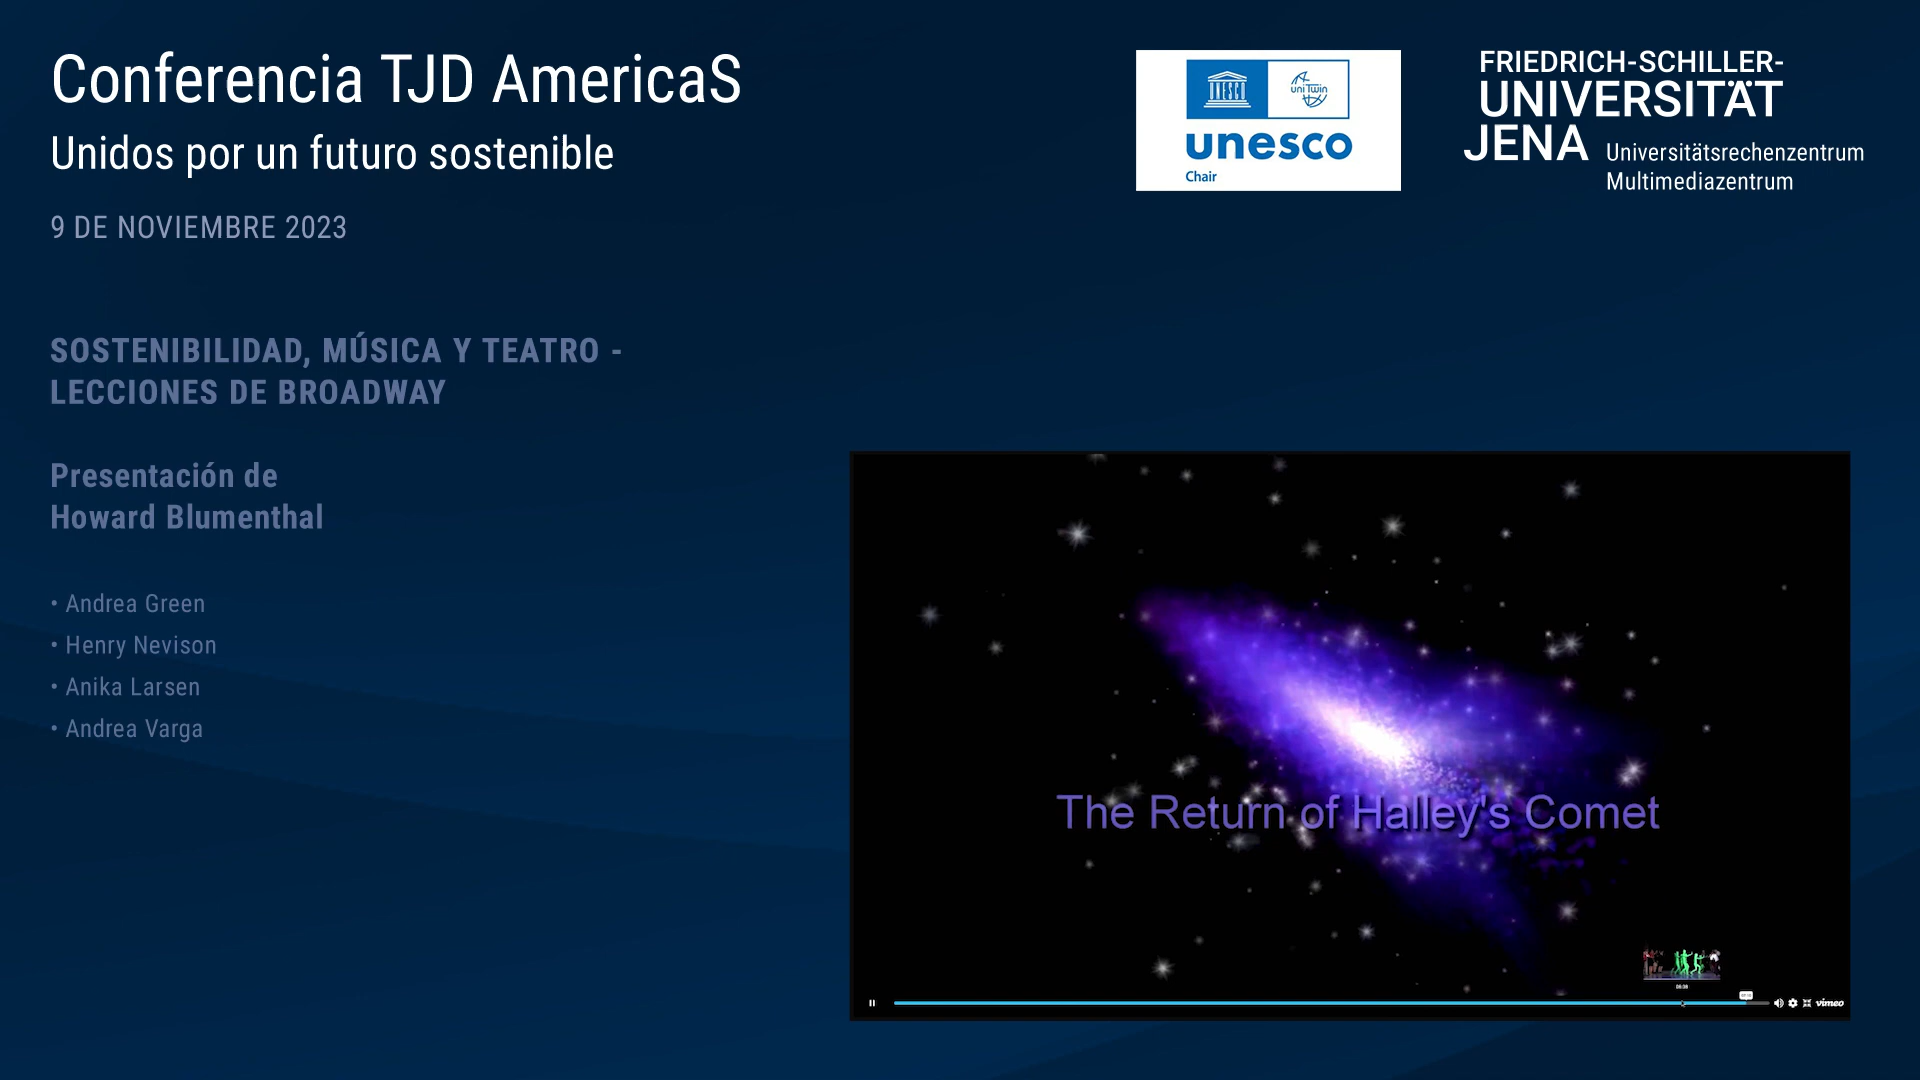 Conferencia TJD AmericaS
Unidos por un futuro sostenible
9 DE NOVIEMBRE 2023
UNESCO
uniTwin
unesco
Chair
FRIEDRICH-SCHILLER-
UNIVERSITÄT
JENA
Universitätsrechenzentrum
Multimediazentrum
SOSTENIBILIDAD, MÚSICA Y TEATRO -
LECCIONES DE BROADWAY
Presentación de
Howard Blumenthal
• Andrea Green
• Henry Nevison
• Anika Larsen
• Andrea Varga
The Return of Halley's Comet
vimeo